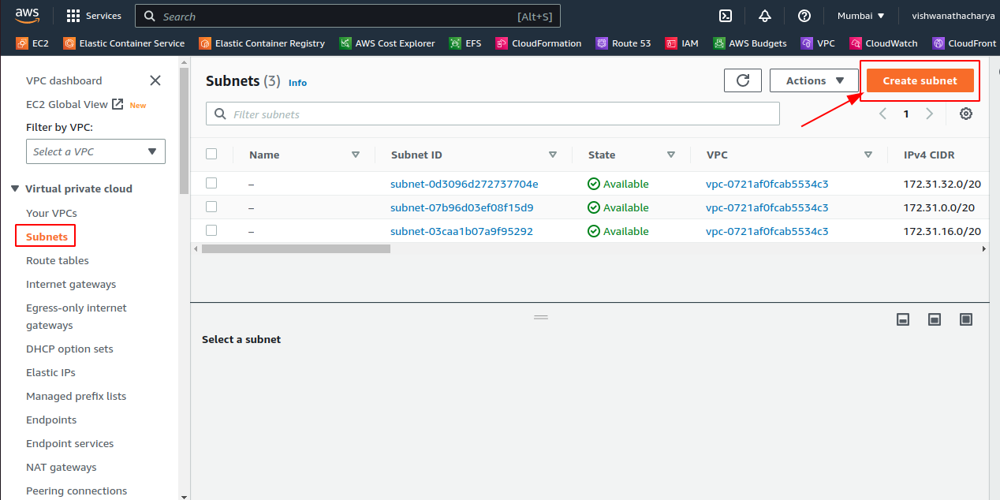 aws Services Search [Alt+S] Mumbai vishwanathacharya
EC2 Elastic Container Service Elastic Container Registry AWS Cost Explorer EFS CloudFormation Route 53 IAM AWS Budgets VPC CloudWatch CloudFront
VPC dashboard
EC2 Global View New
Filter by VPC:
Select a VPC
Virtual private cloud
Your VPCs
Subnets
Route tables
Internet gateways
Egress-only internet
gateways
DHCP option sets
Elastic IPs
Managed prefix lists
Endpoints
Endpoint services
NAT gateways
Peering connections
Subnets (3) Info Actions Create subnet
Filter subnets 1
Name Subnet ID State VPC IPv4 CIDR
– subnet-0d3096d272737704e Available vpc-0721af0fcab5534c3 172.31.32.0/20
– subnet-07b96d03ef08f15d9 Available vpc-0721af0fcab5534c3 172.31.0.0/20
– subnet-03caa1b07a9f95292 Available vpc-0721af0fcab5534c3 172.31.16.0/20
Select a subnet